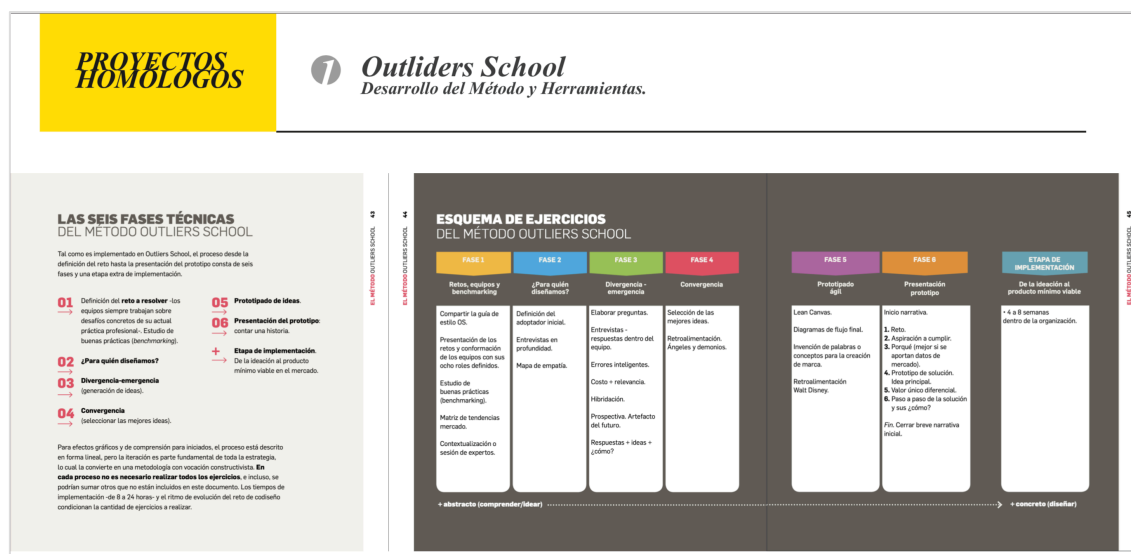 PROYECTOS
HOMÓLOGOS
1
Outliders School
Desarrollo del Método y Herramientas.
LAS SEIS FASES TÉCNICAS
DEL MÉTODO OUTLIERS SCHOOL
Tal como es implementado en Outliers School, el proceso desde la
definición del reto hasta la presentación del prototipo consta de seis
fases y una etapa extra de implementación.
01
Definición del reto a resolver -los
equipos siempre trabajan sobre
desafíos concretos de su actual
práctica profesional-. Estudio de
buenas prácticas (benchmarking).
02
¿Para quién diseñamos?
03
Divergencia-emergencia
(generación de ideas).
04
Convergencia
(seleccionar las mejores ideas).
05
Prototipado de ideas.
06
Presentación del prototipo:
contar una historia.
+
Etapa de implementación.
De la ideación al producto
mínimo viable en el mercado.
Para efectos gráficos y de comprensión para iniciados, el proceso está descrito
en forma lineal, pero la iteración es parte fundamental de toda la estrategia,
lo cual la convierte en una metodología con vocación constructivista. En
cada proceso no es necesario realizar todos los ejercicios, e incluso, se
podrían sumar otros que no están incluidos en este documento. Los tiempos de
implementación -de 8 a 24 horas- y el ritmo de evolución del reto de codiseño
condicionan la cantidad de ejercicios a realizar.
EL MÉTODO OUTLIERS SCHOOL 43
EL MÉTODO OUTLIERS SCHOOL 44
ESQUEMA DE EJERCICIOS
DEL MÉTODO OUTLIERS SCHOOL
FASE 1
Retos, equipos y
benchmarking
Compartir la guía de
estilo OS.
Presentación de los
retos y conformación
de los equipos con sus
ocho roles definidos.
Estudio de
buenas prácticas
(benchmarking).
Matriz de tendencias
mercado.
Contextualización o
sesión de expertos.
FASE 2
¿Para quién
diseñamos?
Definición del
adoptador inicial.
Entrevistas en
profundidad.
Mapa de empatía.
FASE 3
Divergencia -
emergencia
Elaborar preguntas.
Entrevistas -
respuestas dentro del
equipo.
Errores inteligentes.
Costo + relevancia.
Hibridación.
Prospectiva. Artefacto
del futuro.
Respuestas + ideas +
¿cómo?
FASE 4
Convergencia
Selección de las
mejores ideas.
Retroalimentación.
Ángeles y demonios.
FASE 5
Prototipado
ágil
Lean Canvas.
Diagramas de flujo final.
Invención de palabras o
conceptos para la creación
de marca.
Retroalimentación
Walt Disney.
FASE 6
Presentación
prototipo
Inicio narrativa.
1. Reto.
2. Aspiración a cumplir.
3. Porqué (mejor si se
aportan datos de
mercado).
4. Prototipo de solución.
Idea principal.
5. Valor único diferencial.
6. Paso a paso de la solución
y sus ¿cómo?
Fin. Cerrar breve narrativa
inicial.
ETAPA DE
IMPLEMENTACIÓN
De la ideación al
producto mínimo viable
• 4 a 8 semanas
dentro de la organización.
+ abstracto (comprender/idear)
+ concreto (diseñar)
EL MÉTODO OUTLIERS SCHOOL 45